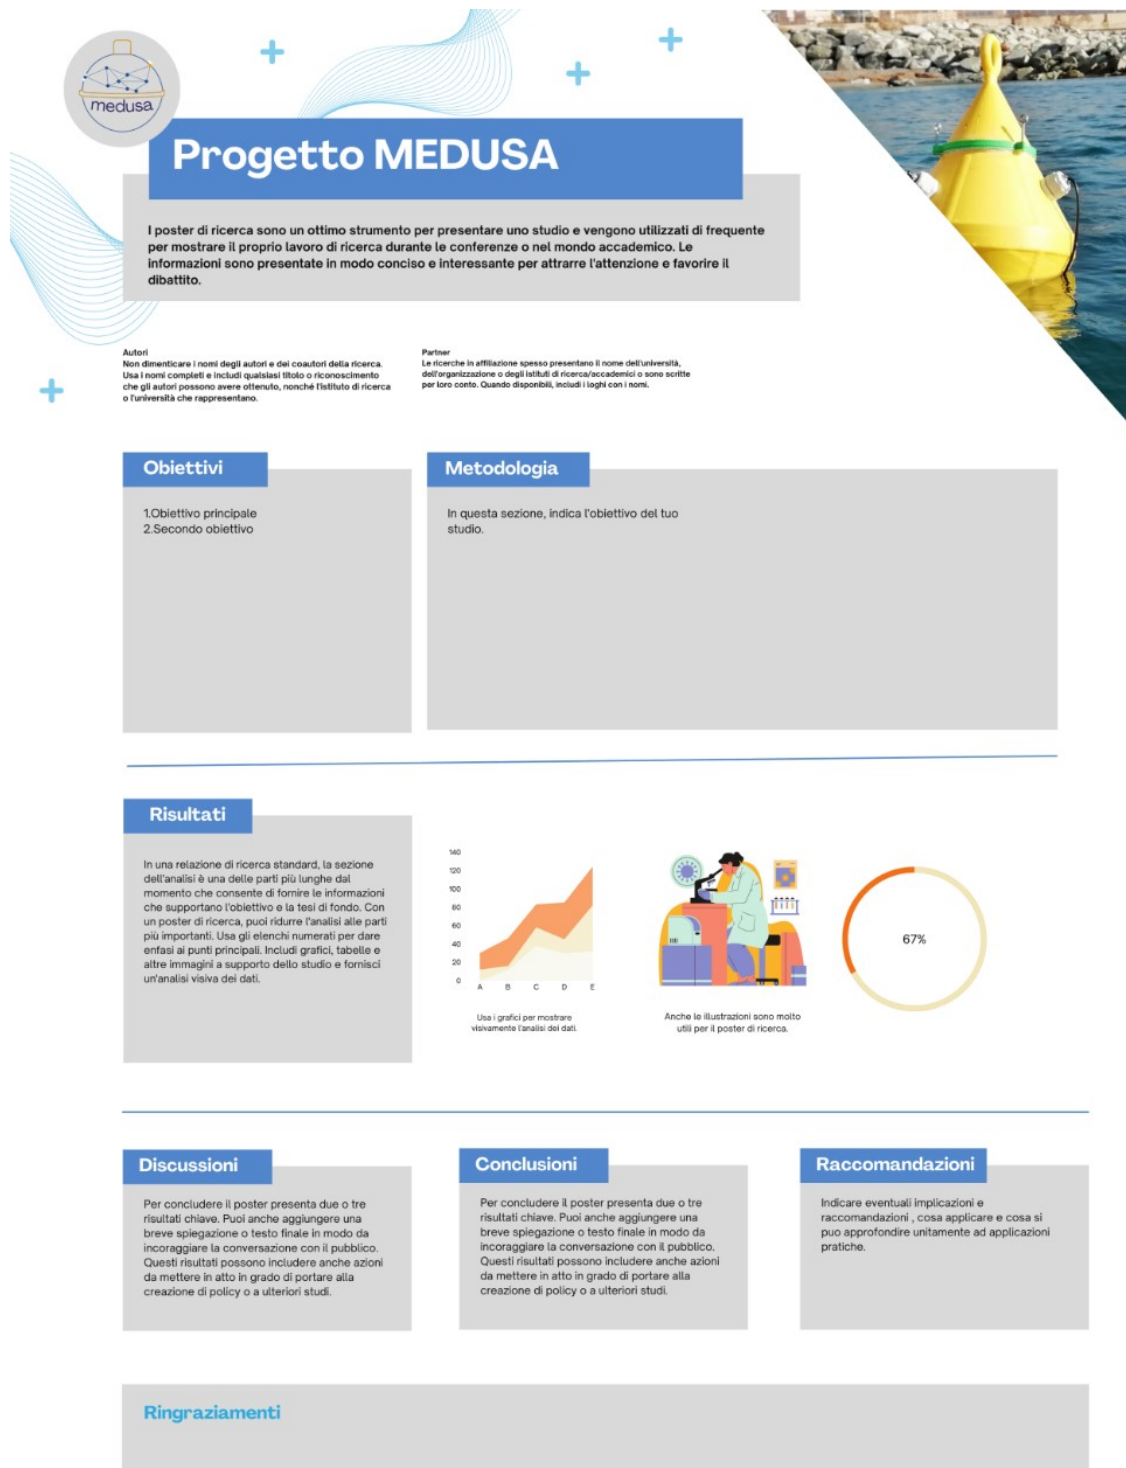 medusa
Progetto MEDUSA
I poster di ricerca sono un ottimo strumento per presentare uno studio e vengono utilizzati di frequente
per mostrare il proprio lavoro di ricerca durante le conferenze o nel mondo accademico. Le
informazioni sono presentate in modo conciso e interessante per attrarre l'attenzione e favorire il
dibattito.
Autori
Non dimenticare i nomi degli autori e dei coautori della ricerca.
Usa i nomi completi e includi qualsiasi titolo o riconoscimento
che gli autori possono avere ottenuto, nonché l'istituto di ricerca
o l'università che rappresentano.
Partner
Le ricerche in affiliazione spesso presentano il nome dell'università,
dell'organizzazione o degli istituti di ricerca/accademici o sono scritte
per loro conto. Quando disponibili, includi i loghi con i nomi.
Obiettivi
1.Obiettivo principale
2.Secondo obiettivo
Metodologia
In questa sezione, indica l'obiettivo del tuo
studio.
Risultati
In una relazione di ricerca standard, la sezione
dell'analisi è una delle parti più lunghe dal
momento che consente di fornire le informazioni
che supportano l'obiettivo e la tesi di fondo. Con
un poster di ricerca, puoi ridurre l'analisi alle parti
più importanti. Usa gli elenchi numerati per dare
enfasi ai punti principali. Includi grafici, tabelle e
altre immagini a supporto dello studio e fornisci
un'analisi visiva dei dati.
140
120
100
80
60
40
20
0
A B C D E
Usa i grafici per mostrare
visivamente l'analisi dei dati.
Anche le illustrazioni sono molto
utili per il poster di ricerca.
67%
Discussioni
Per concludere il poster presenta due o tre
risultati chiave. Puoi anche aggiungere una
breve spiegazione o testo finale in modo da
incoraggiare la conversazione con il pubblico.
Questi risultati possono includere anche azioni
da mettere in atto in grado di portare alla
creazione di policy o a ulteriori studi.
Conclusioni
Per concludere il poster presenta due o tre
risultati chiave. Puoi anche aggiungere una
breve spiegazione o testo finale in modo da
incoraggiare la conversazione con il pubblico.
Questi risultati possono includere anche azioni
da mettere in atto in grado di portare alla
creazione di policy o a ulteriori studi.
Raccomandazioni
Indicare eventuali implicazioni e
raccomandazioni , cosa applicare e cosa si
puo approfondire unitamente ad applicazioni
pratiche.
Ringraziamenti